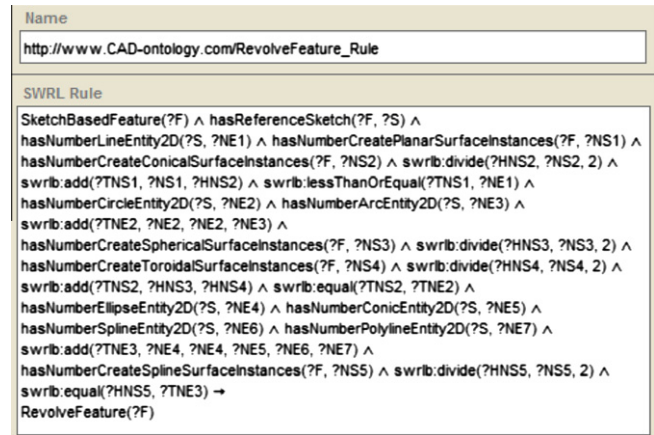 Name
http://www.CAD-ontology.com/RevolveFeature_Rule
SWRL Rule
SketchBasedFeature(?F) ∧ hasReferenceSketch(?F, ?S) ∧
hasNumberLineEntity2D(?S, ?NE1) ∧ hasNumberCreatePlanarSurfaceInstances(?F, ?NS1) ∧
hasNumberCreateConicalSurfaceInstances(?F, ?NS2) ∧ swrlb:divide(?HNS2, ?NS2, 2) ∧
swrlb:add(?TNS1, ?NS1, ?HNS2) ∧ swrlb:lessThanOrEqual(?TNS1, ?NE1) ∧
hasNumberCircleEntity2D(?S, ?NE2) ∧ hasNumberArcEntity2D(?S, ?NE3) ∧
swrlb:add(?TNE2, ?NE2, ?NE2, ?NE3) ∧
hasNumberCreateSphericalSurfaceInstances(?F, ?NS3) ∧ swrlb:divide(?HNS3, ?NS3, 2) ∧
hasNumberCreateToroidalSurfaceInstances(?F, ?NS4) ∧ swrlb:divide(?HNS4, ?NS4, 2) ∧
swrlb:add(?TNS2, ?HNS3, ?HNS4) ∧ swrlb:equal(?TNS2, ?TNE2) ∧
hasNumberEllipseEntity2D(?S, ?NE4) ∧ hasNumberConicEntity2D(?S, ?NE5) ∧
hasNumberSplineEntity2D(?S, ?NE6) ∧ hasNumberPolylineEntity2D(?S, ?NE7) ∧
swrlb:add(?TNE3, ?NE4, ?NE4, ?NE5, ?NE6, ?NE7) ∧
hasNumberCreateSplineSurfaceInstances(?F, ?NS5) ∧ swrlb:divide(?HNS5, ?NS5, 2) ∧
swrlb:equal(?HNS5, ?TNE3) →
RevolveFeature(?F)